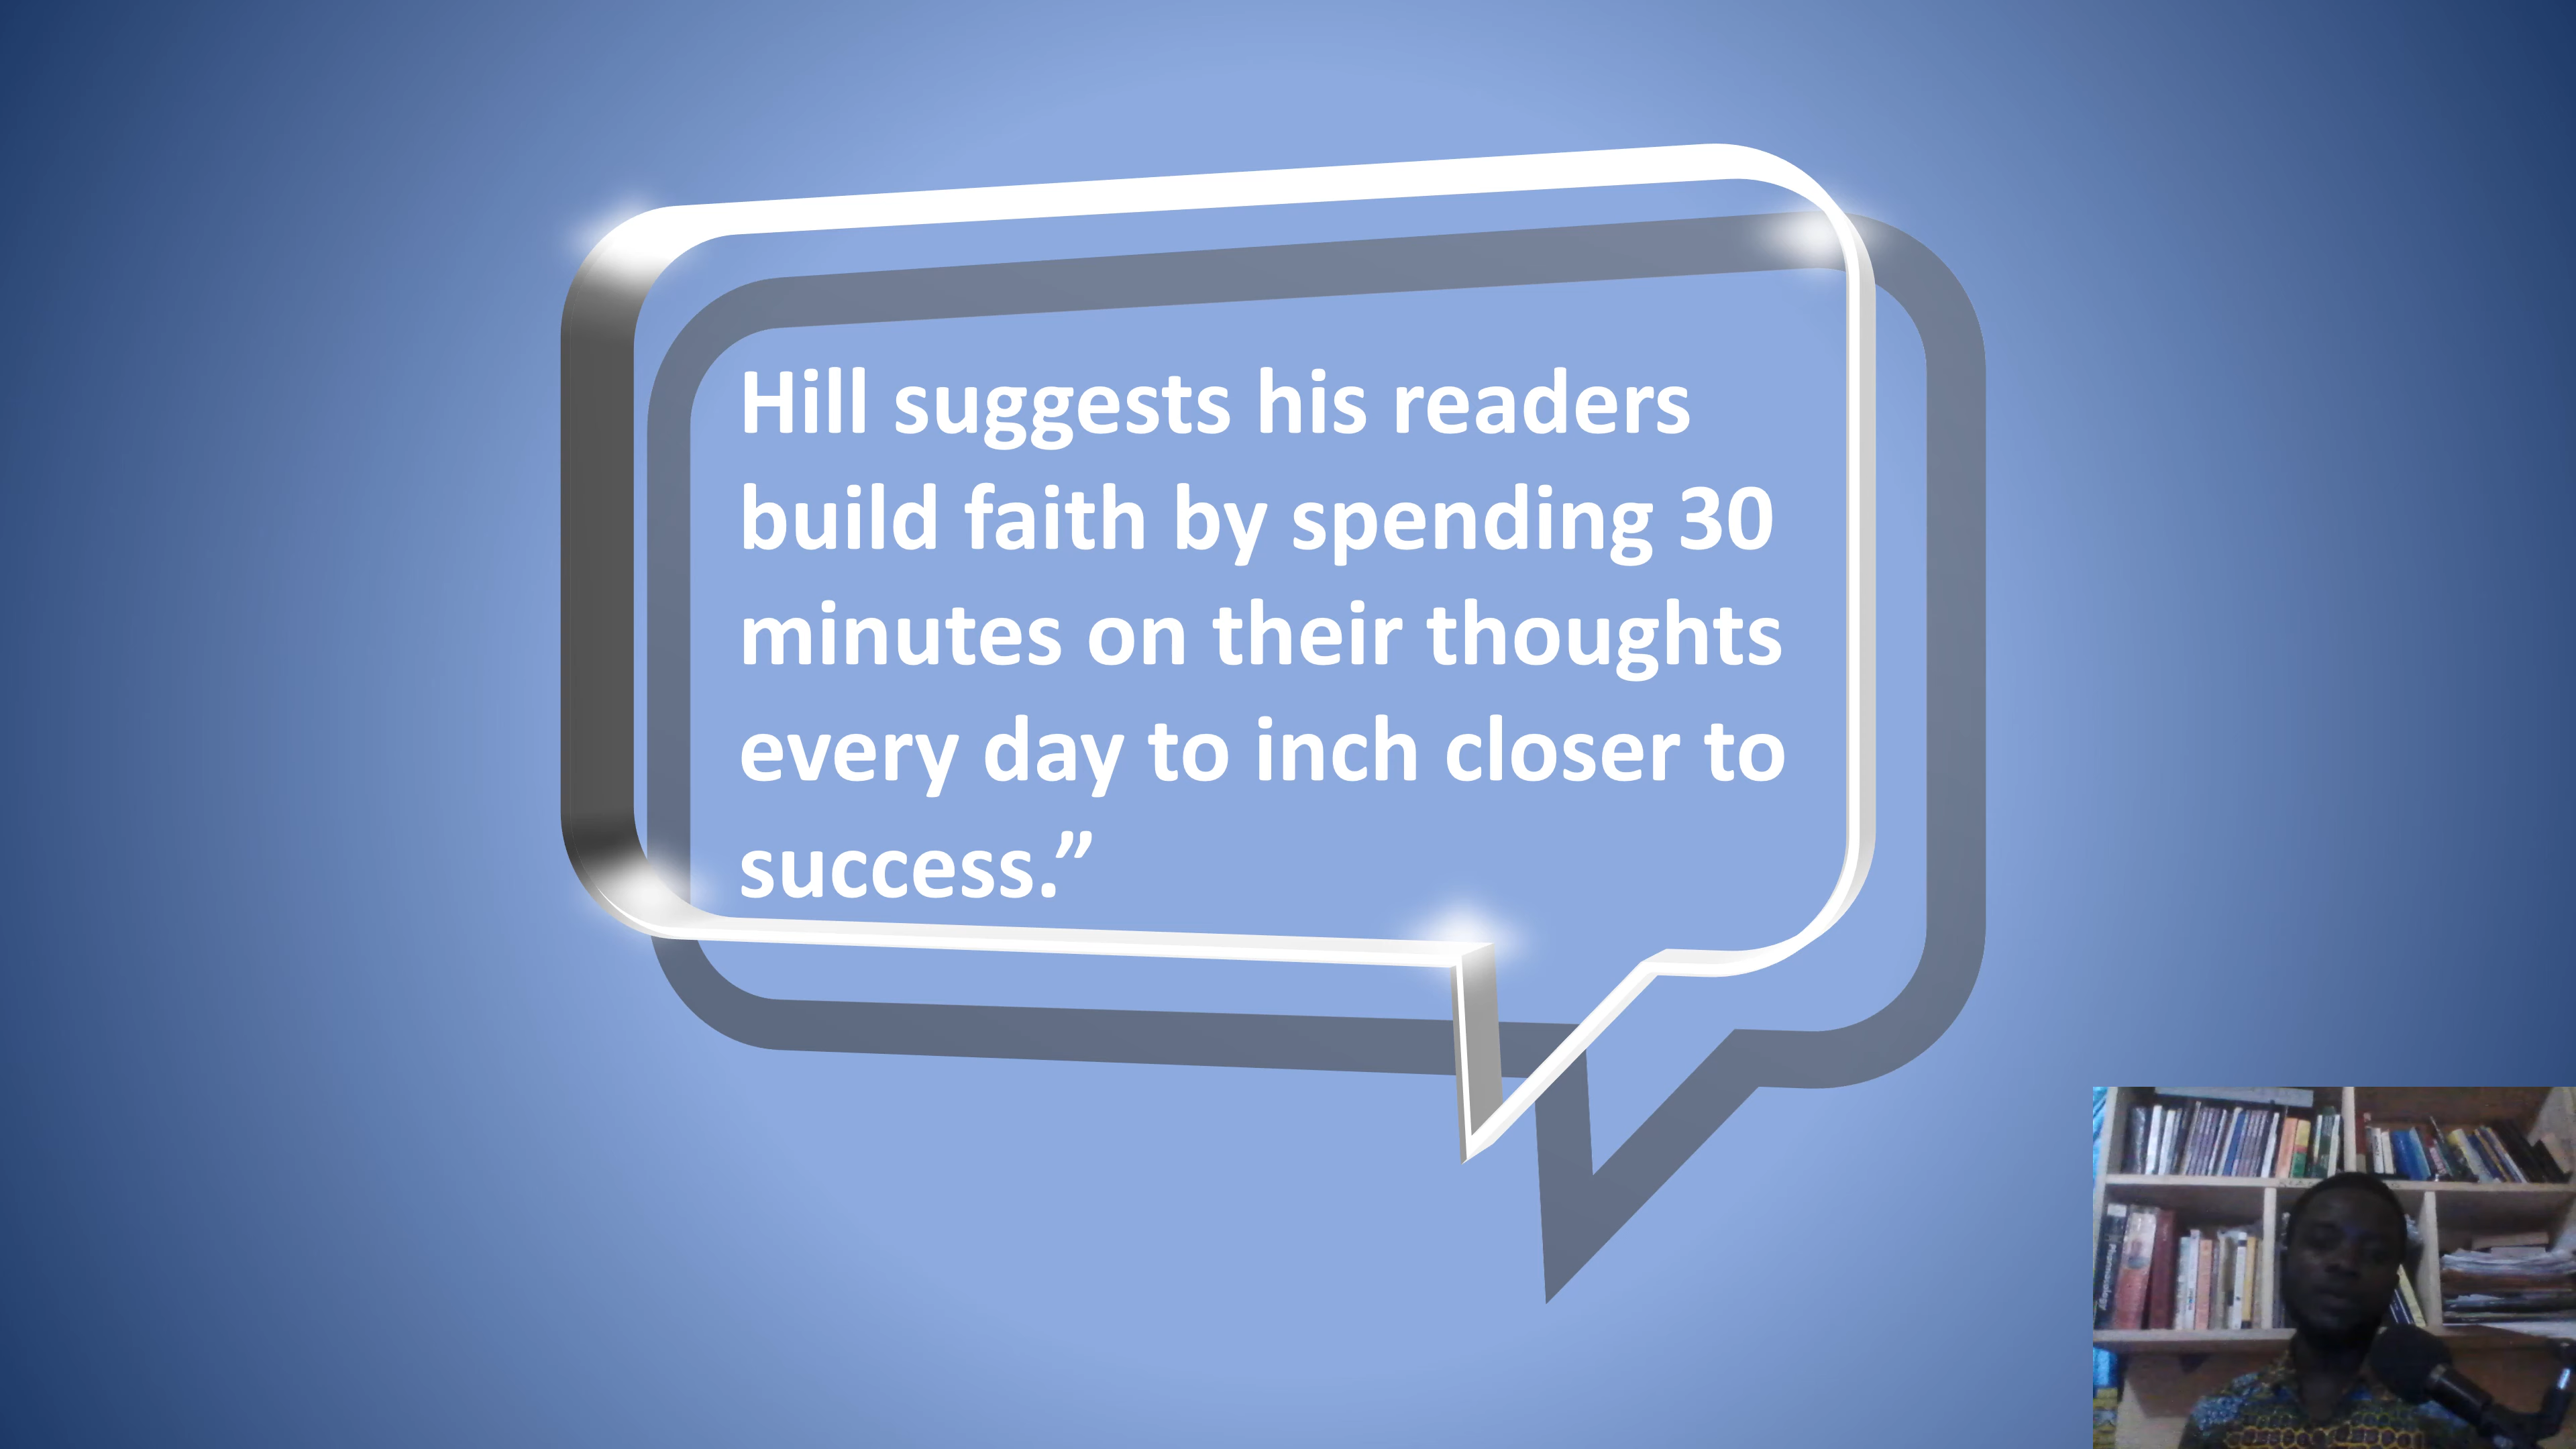 Hill suggests his readers
build faith by spending 30
minutes on their thoughts
every day to inch closer to
success.”
Pharmacology